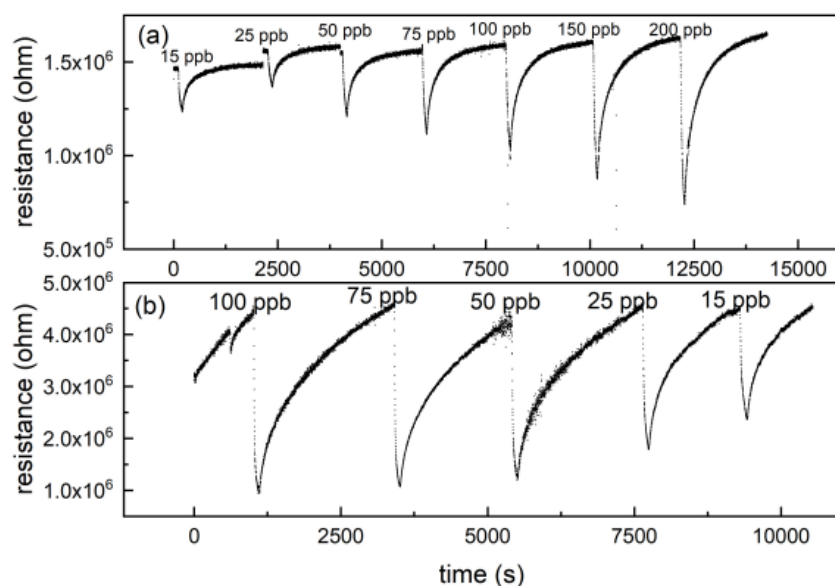 (a)
15 ppb 25 ppb 50 ppb 75 ppb 100 ppb 150 ppb 200 ppb
resistance (ohm)
1.5x10⁶
1.0x10⁶
5.0x10⁵
0 2500 5000 7500 10000 12500 15000
(b)
100 ppb 75 ppb 50 ppb 25 ppb 15 ppb
resistance (ohm)
5.0x10⁶
4.0x10⁶
3.0x10⁶
2.0x10⁶
1.0x10⁶
0 2500 5000 7500 10000
time (s)